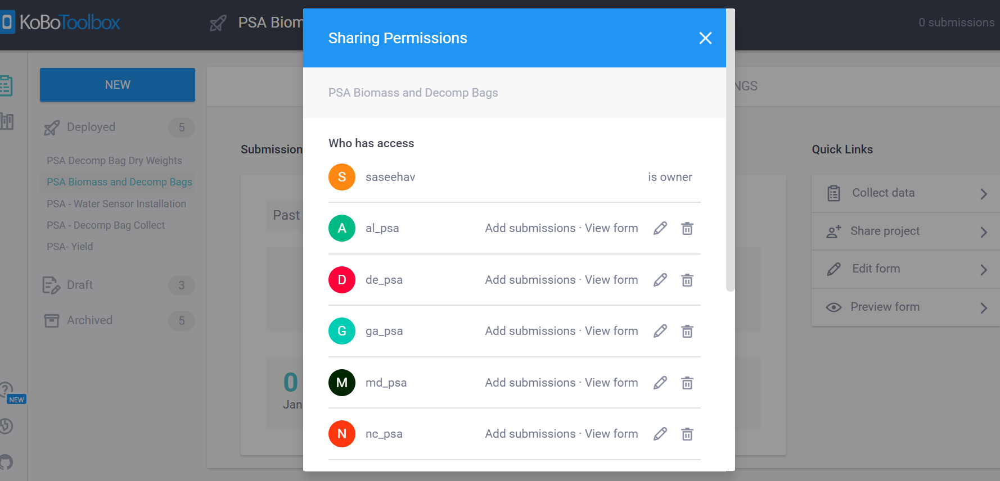 KoBoToolbox
PSA Biom
0 submissions
Sharing Permissions
PSA Biomass and Decomp Bags
NEW
NGS
Deployed 5
PSA Decomp Bag Dry Weights
PSA Biomass and Decomp Bags
PSA - Water Sensor Installation
PSA - Decomp Bag Collect
PSA- Yield
Draft 3
Archived 5
NEW
Submission
Past
0
Jan
Who has access
S saseehav is owner
A al_psa Add submissions · View form
D de_psa Add submissions · View form
G ga_psa Add submissions · View form
M md_psa Add submissions · View form
N nc_psa Add submissions · View form
Quick Links
Collect data
Share project
Edit form
Preview form